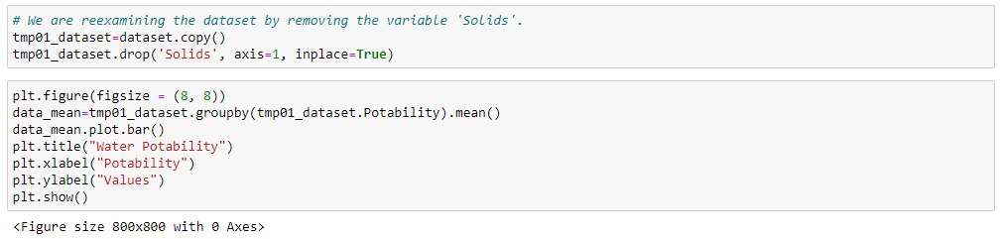 # We are reexamining the dataset by removing the variable 'Solids'.
tmp01_dataset=dataset.copy()
tmp01_dataset.drop('Solids', axis=1, inplace=True)
plt.figure(figsize = (8, 8))
data_mean=tmp01_dataset.groupby(tmp01_dataset.Potability).mean()
data_mean.plot.bar()
plt.title("Water Potability")
plt.xlabel("Potability")
plt.ylabel("Values")
plt.show()
<Figure size 800x800 with 0 Axes>